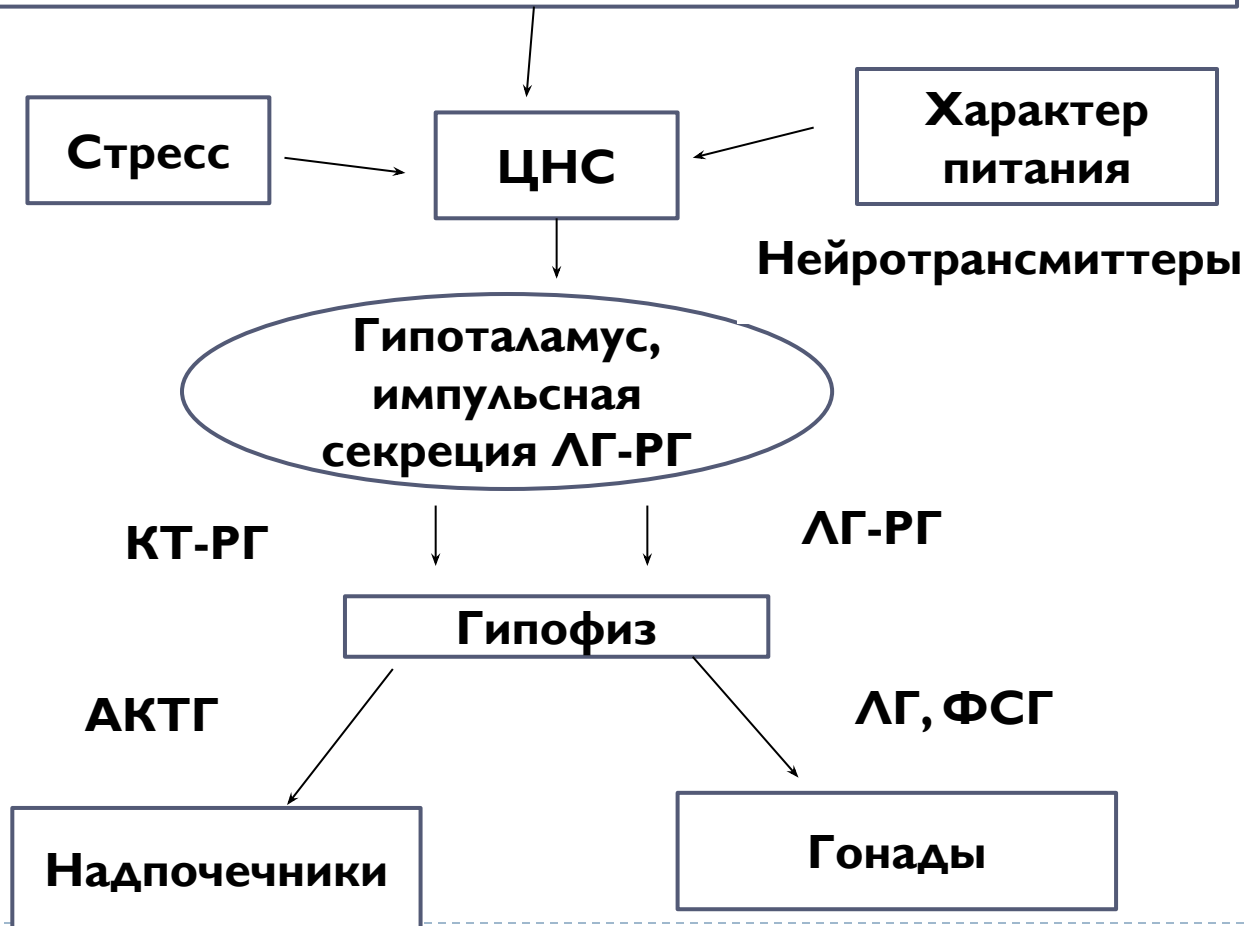 Стресс
ЦНС
Характер
питания
Нейротрансмиттеры
Гипоталамус,
импульсная
секреция ЛГ-РГ
КТ-РГ
ЛГ-РГ
Гипофиз
АКТГ
ЛГ, ФСГ
Надпочечники
Гонады